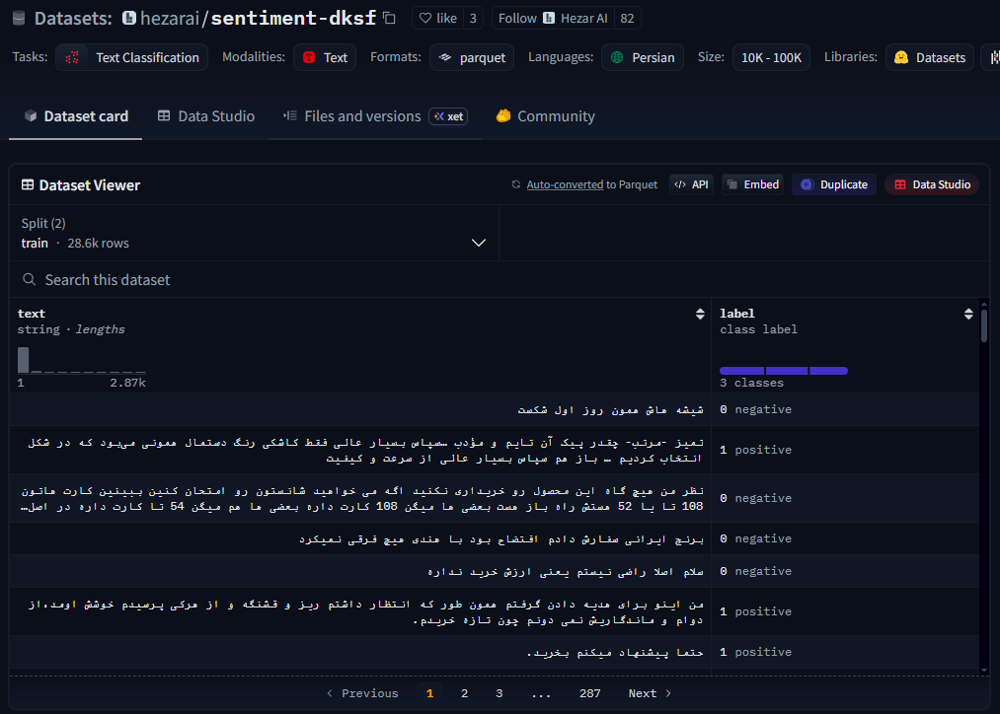 Datasets: hezarai/sentiment-dksf like 3 Follow Hezar AI 82
Tasks: Text Classification Modalities: Text Formats: parquet Languages: Persian Size: 10K - 100K Libraries: Datasets
Dataset card Data Studio Files and versions xet Community
Dataset Viewer Auto-converted to Parquet API Embed Duplicate Data Studio
Split (2)
train · 28.6k rows
Search this dataset
text label
string · lengths class label
1 2.87k 3 classes
شیشه هاش همون روز اول شکست
0 negative
تمیز -مرتب- چقدر پیک آن تایم و مؤدب …سپاس بسیار عالی فقط کاشکی رنگ دستمال همونی می‌بود که در شکل
انتخاب کردیم … باز هم سپاس بسیار عالی از سرعت و کیفیت
1 positive
نظر من هیچ گاه این محصول رو خریداری نکنید اگه می خواهید شانستون رو امتحان کنین ببینین کارت هاتون
108 تا یا 52 هستش راه باز هست بعضی ها میگن 108 کارت داره بعضی ها هم میگن 54 تا کارت داره در اصل…
0 negative
برنج ایرانی سفارش دادم افتضاح بود با هندی هیچ فرقی نمیکرد
0 negative
سلام اصلا راضی نیستم یعنی ارزش خرید نداره
0 negative
من اینو برای هدیه دادن گرفتم همون طور که انتظار داشتم ریز و قشنگه و از هرکی پرسیدم خوشش اومد،از
دوام و ماندگاریش نمی دونم چون تازه خریدم.
1 positive
حتما پیشنهاد میکنم بخرید.
1 positive
Previous 1 2 3 ... 287 Next